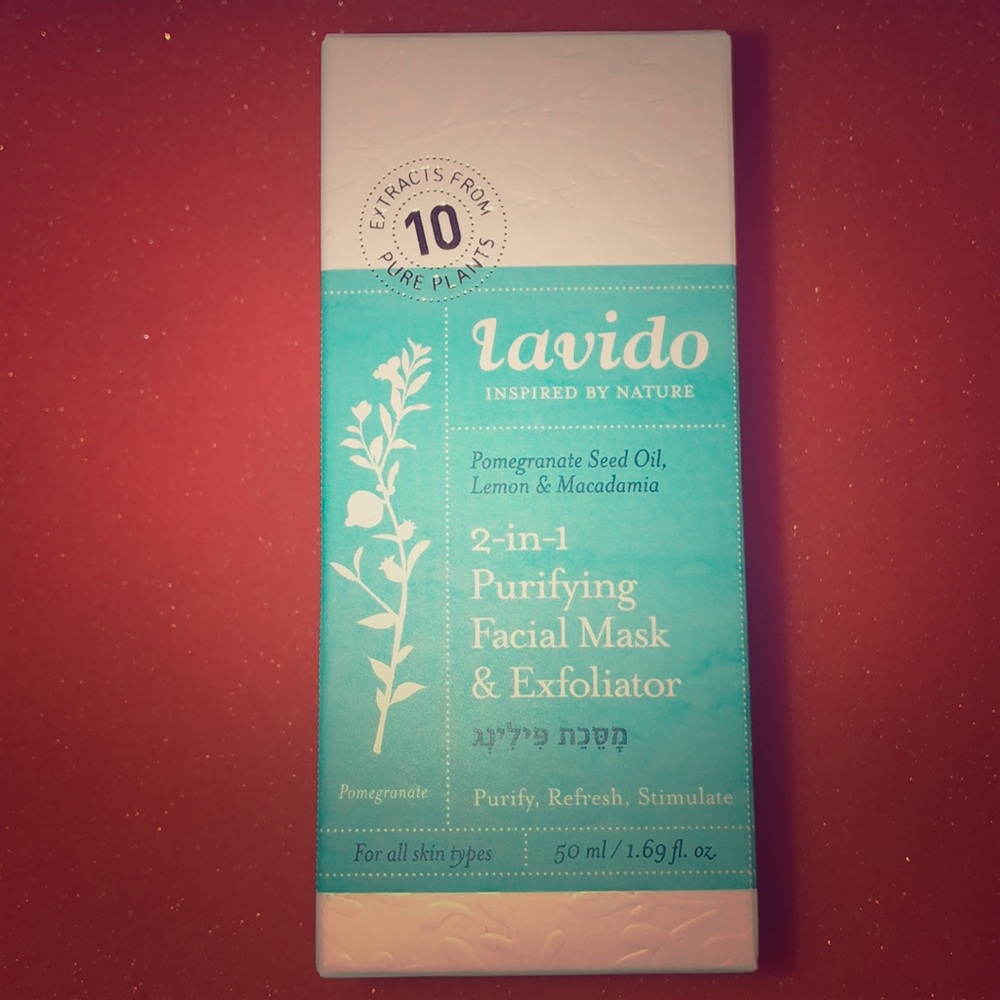 EXTRACTS FROM
10
PURE PLANTS
lavido
INSPIRED BY NATURE
Pomegranate Seed Oil,
Lemon & Macadamia
2-in-1
Purifying
Facial Mask
& Exfoliator
מָסֵכַת פִּילִינְג
Pomegranate
Purify, Refresh, Stimulate
For all skin types
50 ml / 1.69 fl. oz.